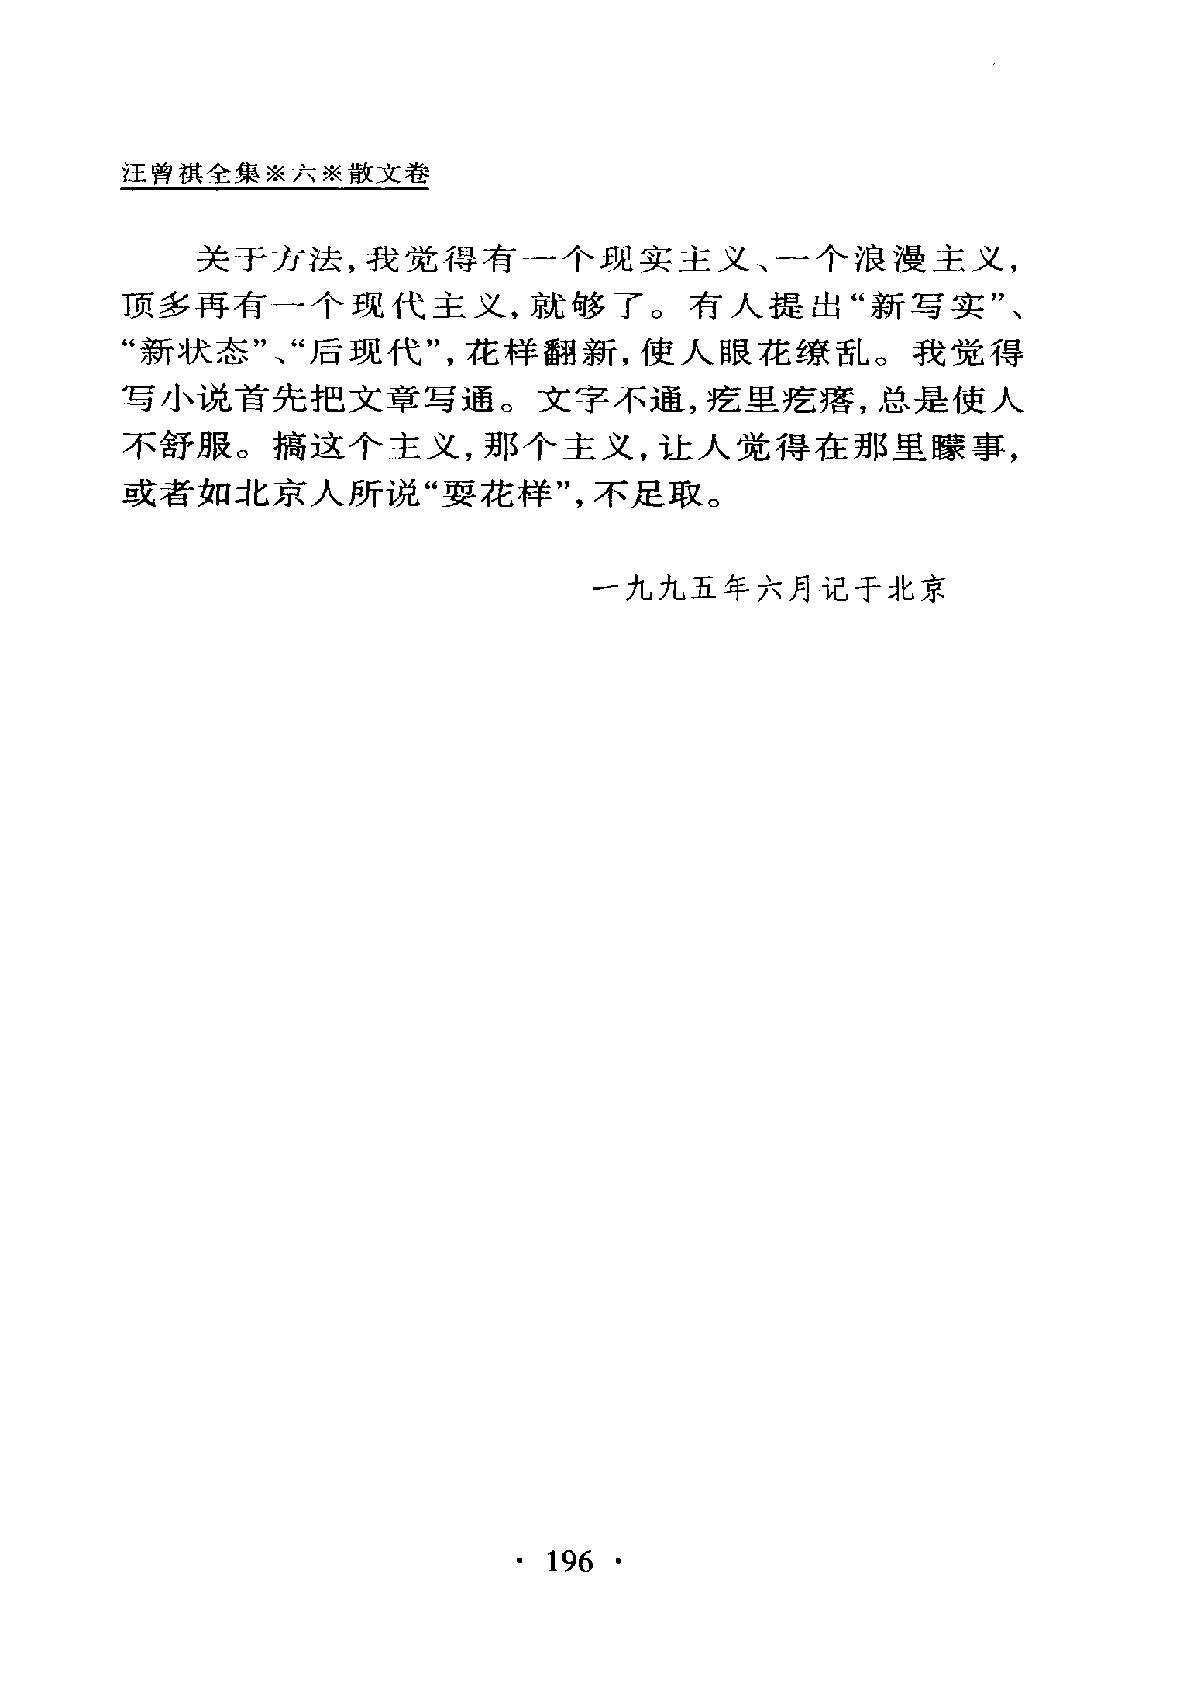 汪曾祺全集※六※散文卷
关于方法,我觉得有一个现实主义、一个浪漫主义,
顶多再有一个现代主义,就够了。有人提出“新写实”、
“新状态”、“后现代”,花样翻新,使人眼花缭乱。我觉得
写小说首先把文章写通。文字不通,疙里疙瘩,总是使人
不舒服。搞这个主义,那个主义,让人觉得在那里矇事,
或者如北京人所说“耍花样”,不足取。
一九九五年六月记于北京
· 196 ·